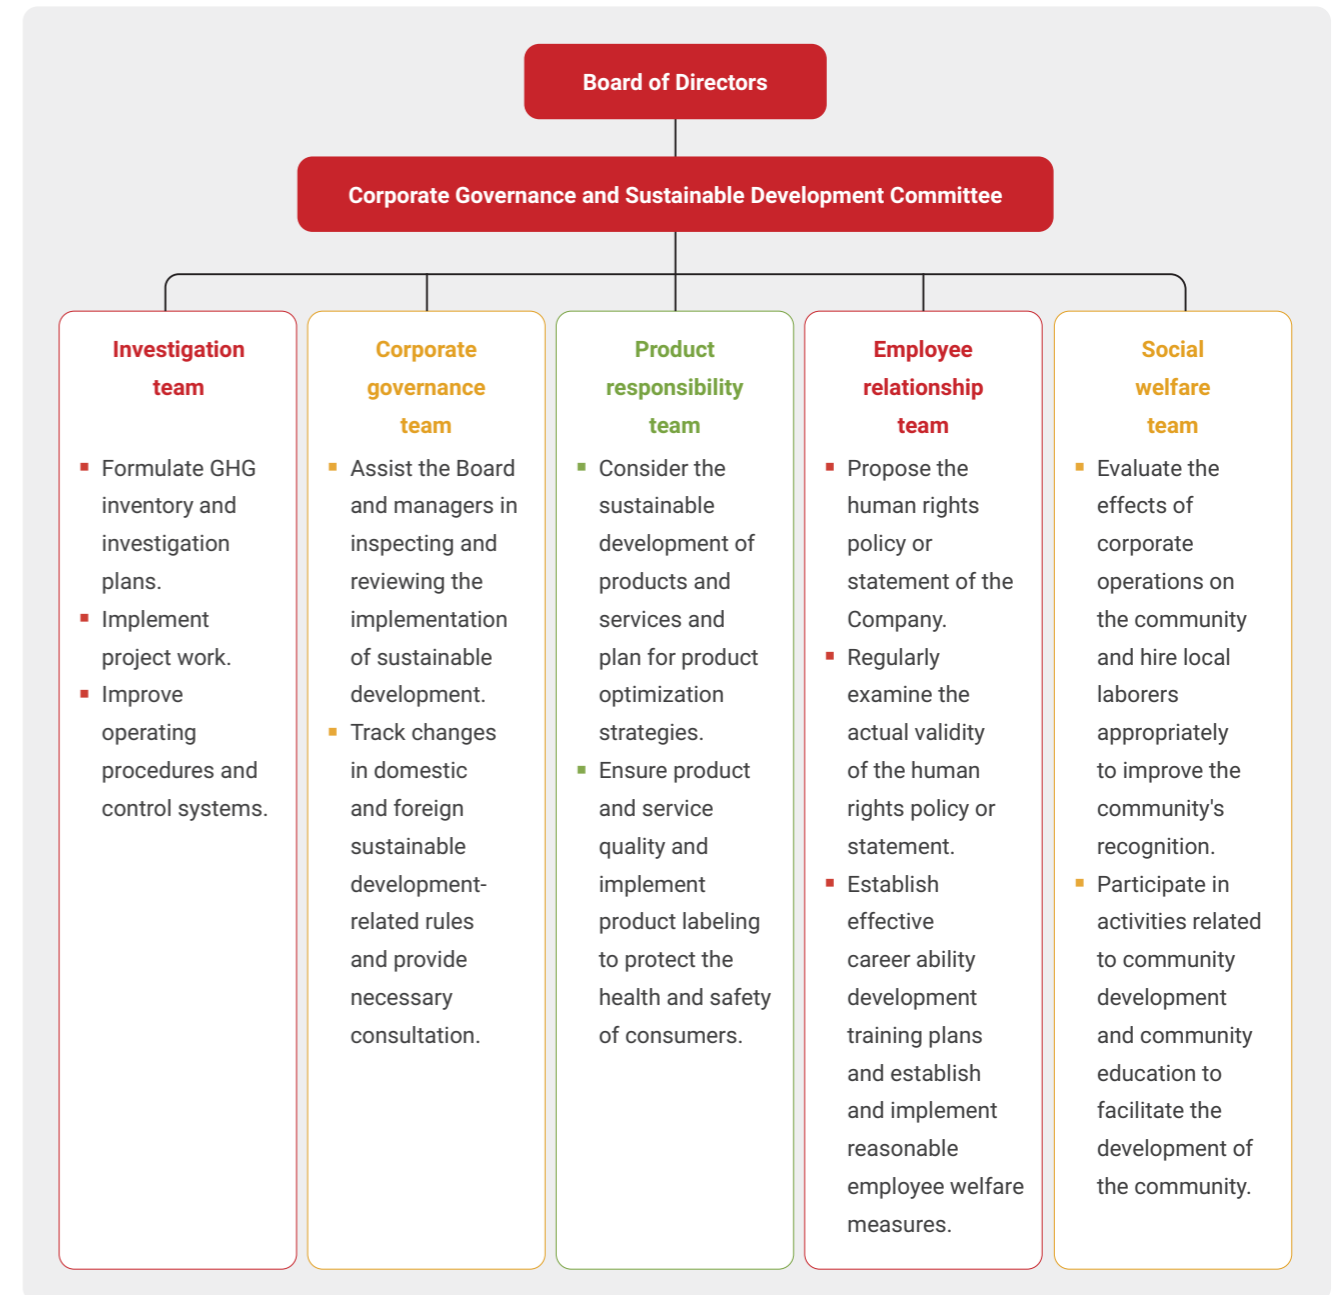 Board of Directors
Corporate Governance and Sustainable Development Committee
Investigation
team
Formulate GHG
inventory and
investigation
plans.
Implement
project work.
Improve
operating
procedures and
control systems.
Corporate
governance
team
Assist the Board
and managers in
inspecting and
reviewing the
implementation
of sustainable
development.
Track changes
in domestic
and foreign
sustainable
development-
related rules
and provide
necessary
consultation.
Product
responsibility
team
Consider the
sustainable
development of
products and
services and
plan for product
optimization
strategies.
Ensure product
and service
quality and
implement
product labeling
to protect the
health and safety
of consumers.
Employee
relationship
team
Propose the
human rights
policy or
statement of the
Company.
Regularly
examine the
actual validity
of the human
rights policy or
statement.
Establish
effective
career ability
development
training plans
and establish
and implement
reasonable
employee welfare
measures.
Social
welfare
team
Evaluate the
effects of
corporate
operations on
the community
and hire local
laborers
appropriately
to improve the
community's
recognition.
Participate in
activities related
to community
development
and community
education to
facilitate the
development of
the community.